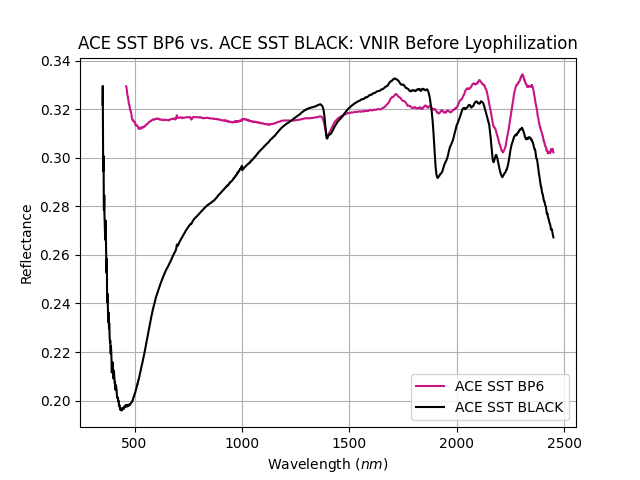 ACE SST BP6 vs. ACE SST BLACK: VNIR Before Lyophilization
0.34
0.32
0.30
0.28
0.26
0.24
0.22
0.20
Reflectance
ACE SST BP6
ACE SST BLACK
500
1000
1500
2000
2500
Wavelength (nm)